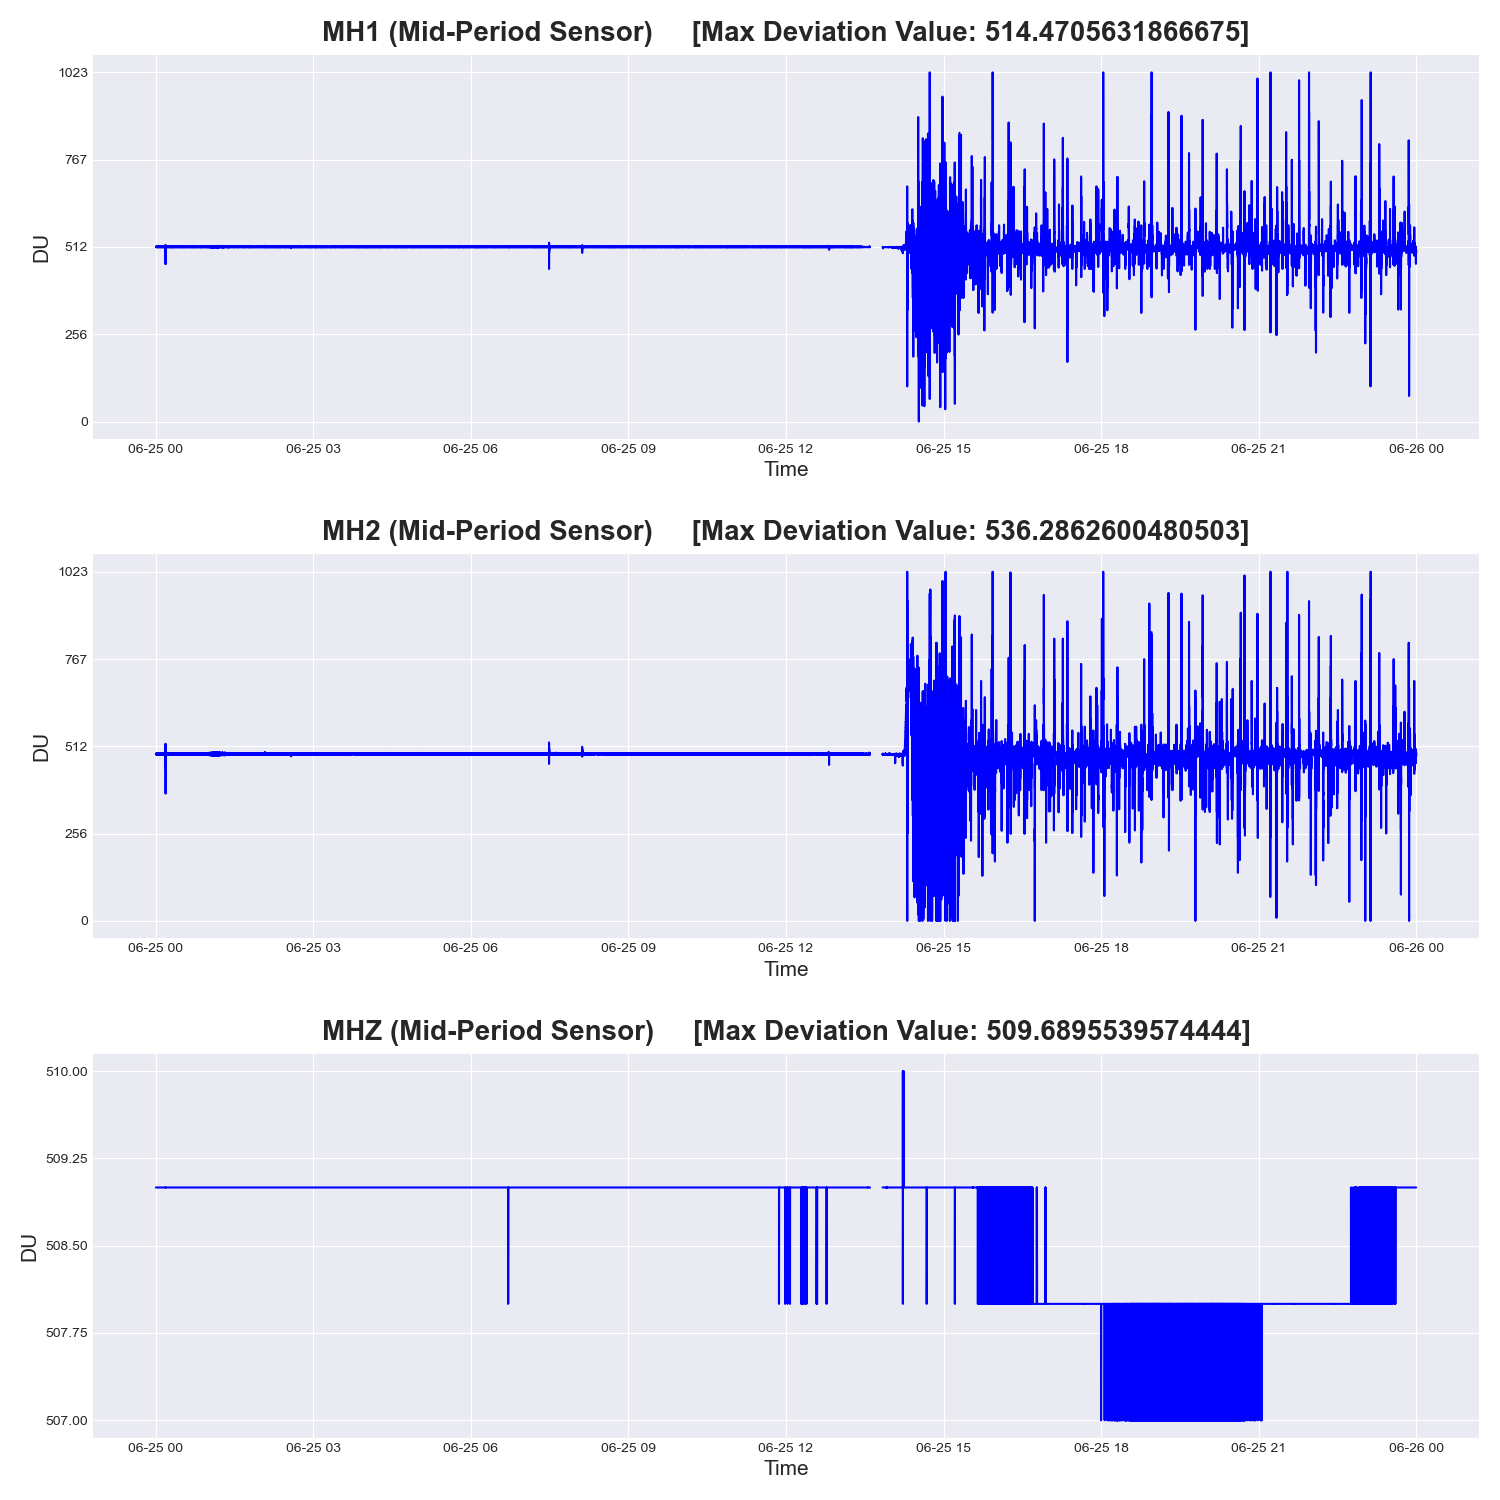 MH1 (Mid-Period Sensor) [Max Deviation Value: 514.4705631866675]
1023
767
512
256
0
DU
06-25 00 06-25 03 06-25 06 06-25 09 06-25 12 06-25 15 06-25 18 06-25 21 06-26 00
Time
MH2 (Mid-Period Sensor) [Max Deviation Value: 536.2862600480503]
1023
767
512
256
0
DU
06-25 00 06-25 03 06-25 06 06-25 09 06-25 12 06-25 15 06-25 18 06-25 21 06-26 00
Time
MHZ (Mid-Period Sensor) [Max Deviation Value: 509.6895539574444]
510.00
509.25
508.50
507.75
507.00
DU
06-25 00 06-25 03 06-25 06 06-25 09 06-25 12 06-25 15 06-25 18 06-25 21 06-26 00
Time